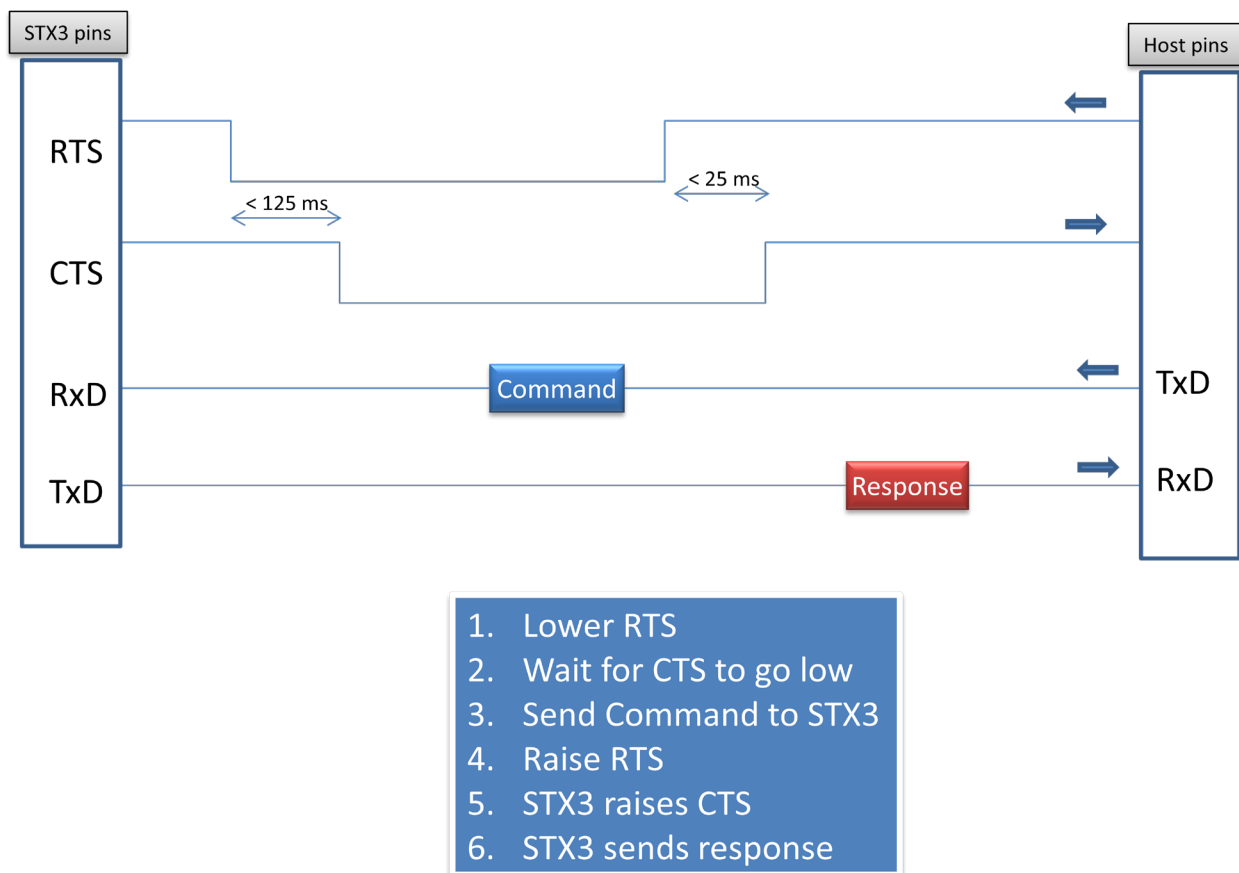 STX3 pins
Host pins
RTS
< 125 ms
< 25 ms
CTS
RxD
Command
TxD
TxD
Response
RxD
1. Lower RTS
2. Wait for CTS to go low
3. Send Command to STX3
4. Raise RTS
5. STX3 raises CTS
6. STX3 sends response